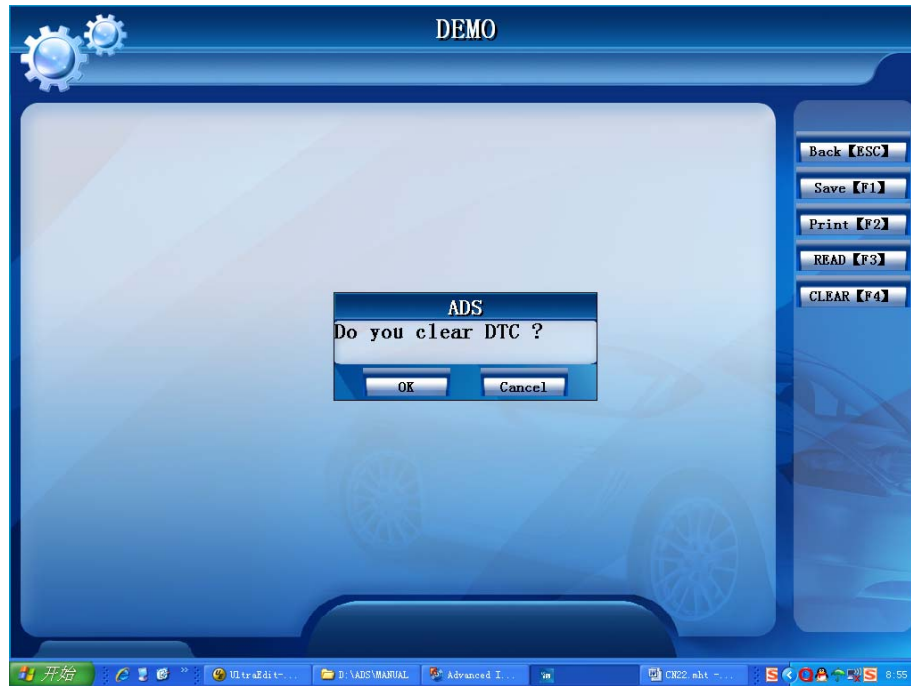 DEMO
Back【ESC】
Save【F1】
Print【F2】
READ【F3】
CLEAR【F4】
ADS
Do you clear DTC ?
OK
Cancel
开始
UltraEdit-...
D:\ADS\MANUAL
Advanced I...
CN22.mht -...
8:55